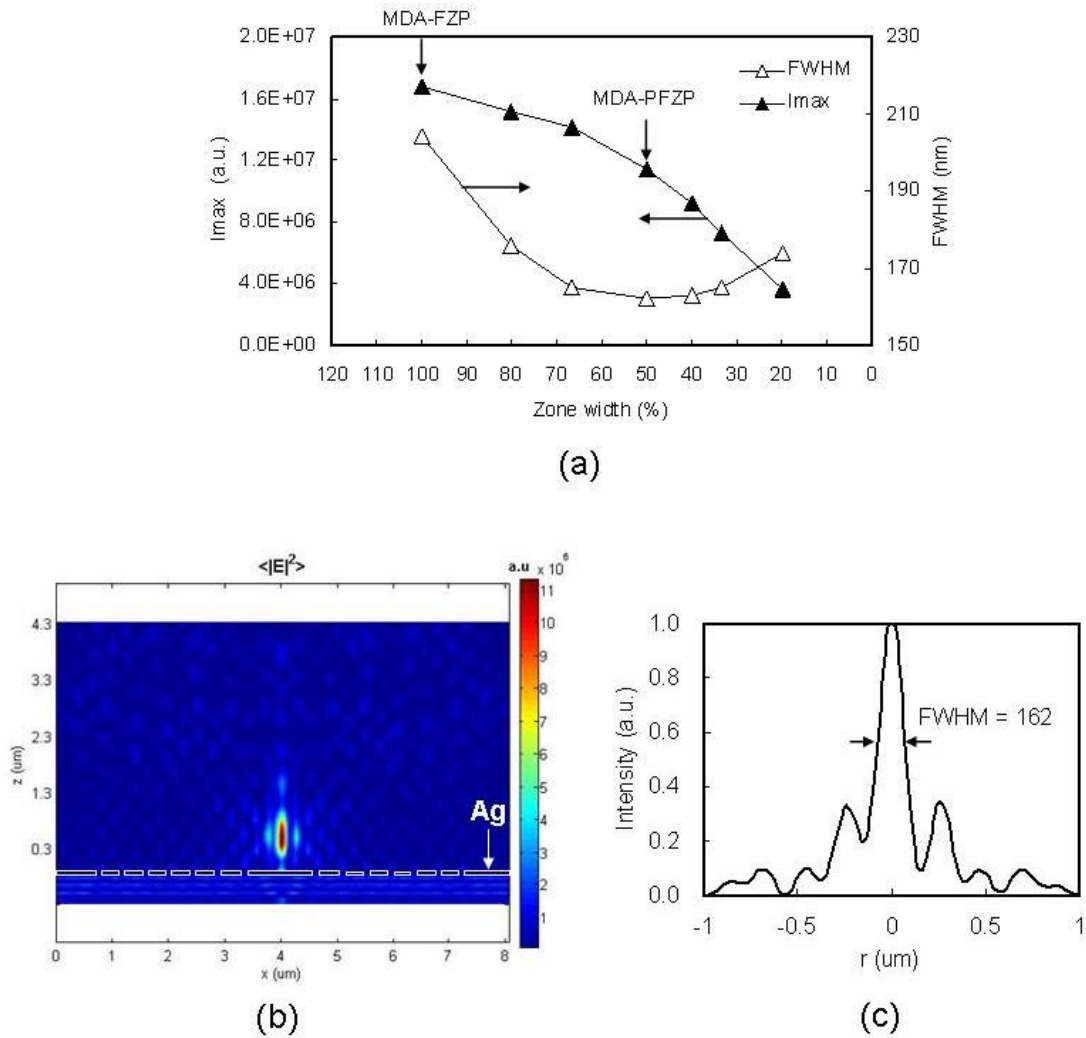 MDA-FZP
2.0E+07
1.6E+07
1.2E+07
8.0E+06
4.0E+06
0.0E+00
Imax (a.u.)
MDA-PFZP
FWHM
Imax
230
210
190
170
150
FWHM (nm)
120 110 100 90 80 70 60 50 40 30 20 10 0
Zone width (%)
(a)
<|E|²>
a.u x 10⁶
4.3
3.3
2.3
1.3
0.3
z (um)
Ag
11
10
9
8
7
6
5
4
3
2
1
0 1 2 3 4 5 6 7 8
x (um)
(b)
1.0
0.8
0.6
0.4
0.2
0.0
Intensity (a.u.)
FWHM = 162
-1 -0.5 0 0.5 1
r (um)
(c)